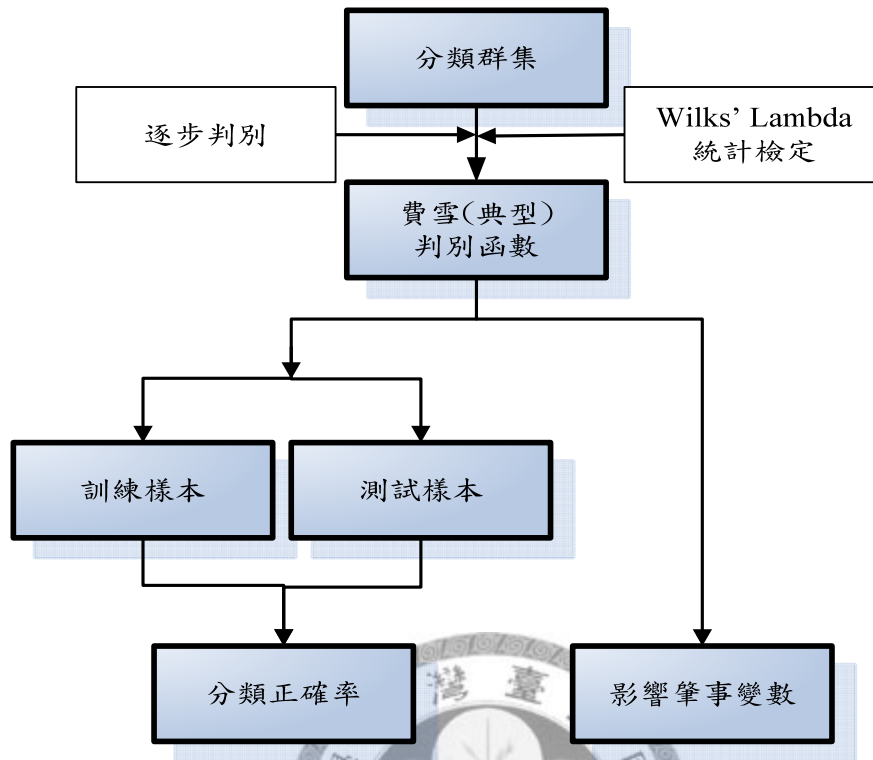 分類群集
逐步判別
Wilks' Lambda
統計檢定
費雪(典型)
判別函數
訓練樣本
測試樣本
分類正確率
影響肇事變數
灣 臺